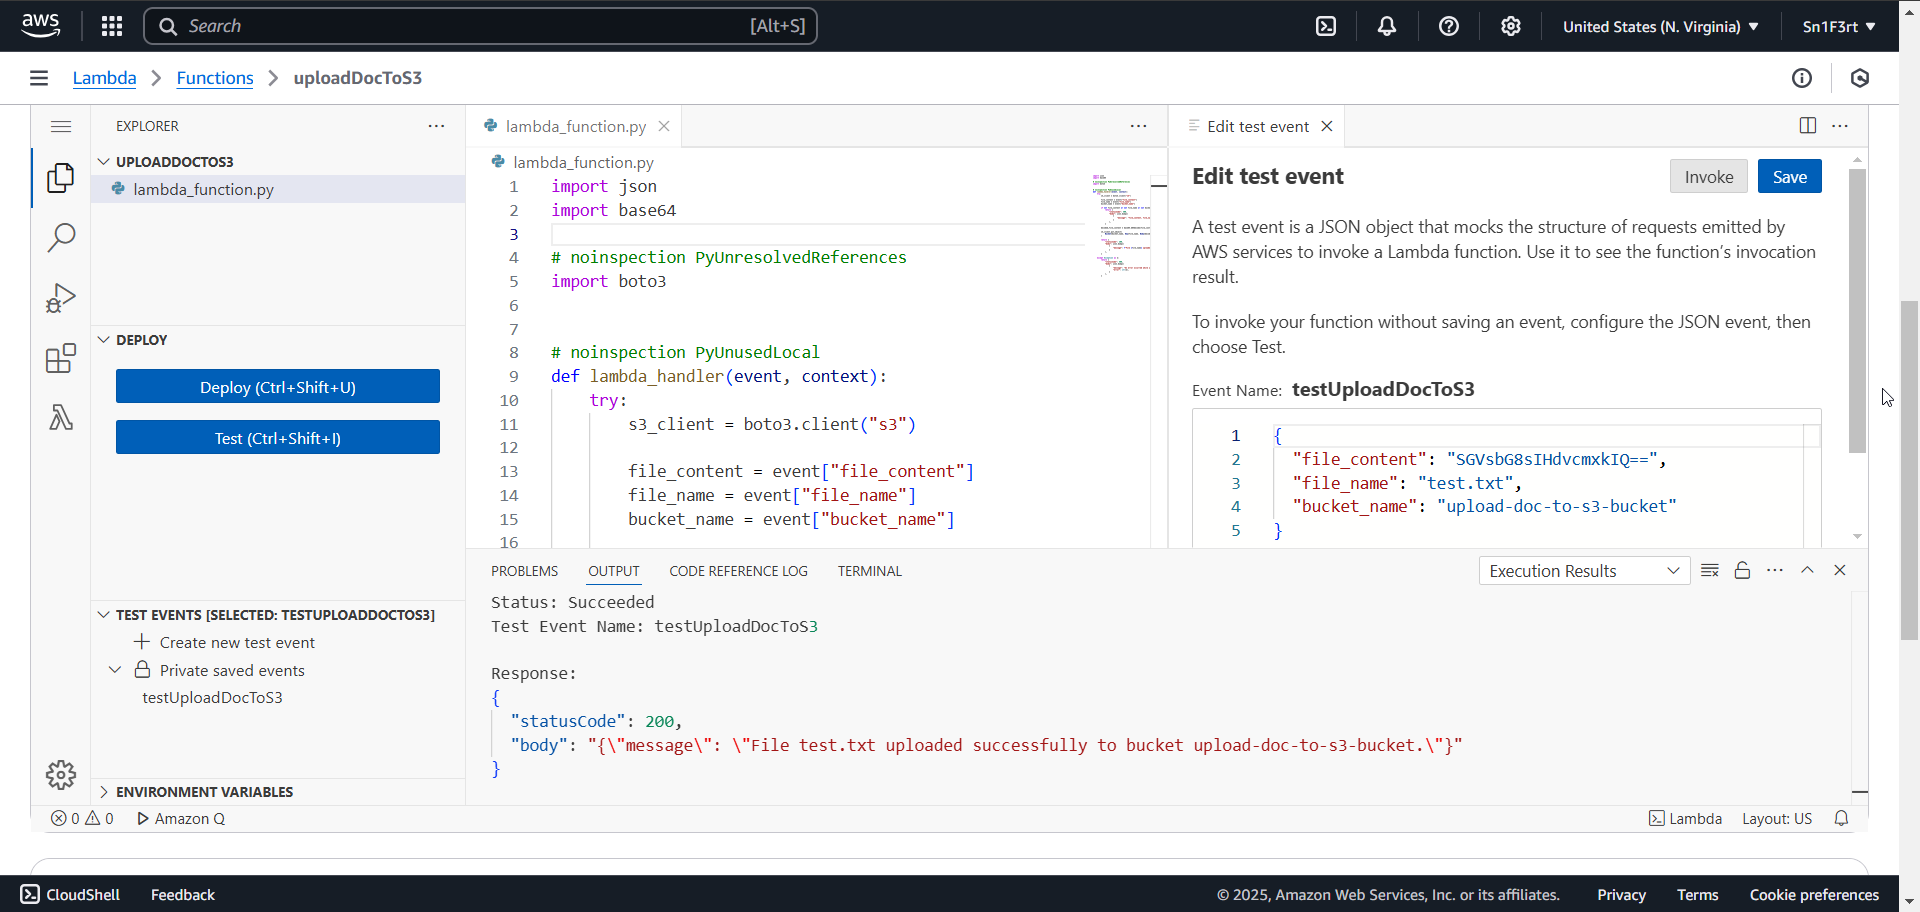 aws
Search
[Alt+S]
United States (N. Virginia)
Sn1F3rt
Lambda
Functions
uploadDocToS3
EXPLORER
UPLOADDOCTOS3
lambda_function.py
DEPLOY
Deploy (Ctrl+Shift+U)
Test (Ctrl+Shift+I)
TEST EVENTS [SELECTED: TESTUPLOADDOCTOS3]
Create new test event
Private saved events
testUploadDocToS3
ENVIRONMENT VARIABLES
lambda_function.py
lambda_function.py
1 import json
2 import base64
3
4 # noinspection PyUnresolvedReferences
5 import boto3
6
7
8 # noinspection PyUnusedLocal
9 def lambda_handler(event, context):
10 try:
11 s3_client = boto3.client("s3")
12
13 file_content = event["file_content"]
14 file_name = event["file_name"]
15 bucket_name = event["bucket_name"]
16
Edit test event
Edit test event
Invoke
Save
A test event is a JSON object that mocks the structure of requests emitted by
AWS services to invoke a Lambda function. Use it to see the function's invocation
result.
To invoke your function without saving an event, configure the JSON event, then
choose Test.
Event Name: testUploadDocToS3
1 {
2 "file_content": "SGVsbG8sIHdvcmxkIQ==",
3 "file_name": "test.txt",
4 "bucket_name": "upload-doc-to-s3-bucket"
5 }
PROBLEMS
OUTPUT
CODE REFERENCE LOG
TERMINAL
Execution Results
Status: Succeeded
Test Event Name: testUploadDocToS3
Response:
{
"statusCode": 200,
"body": "{\"message\": \"File test.txt uploaded successfully to bucket upload-doc-to-s3-bucket.\"}"
}
0
0
Amazon Q
Lambda
Layout: US
CloudShell
Feedback
© 2025, Amazon Web Services, Inc. or its affiliates.
Privacy
Terms
Cookie preferences